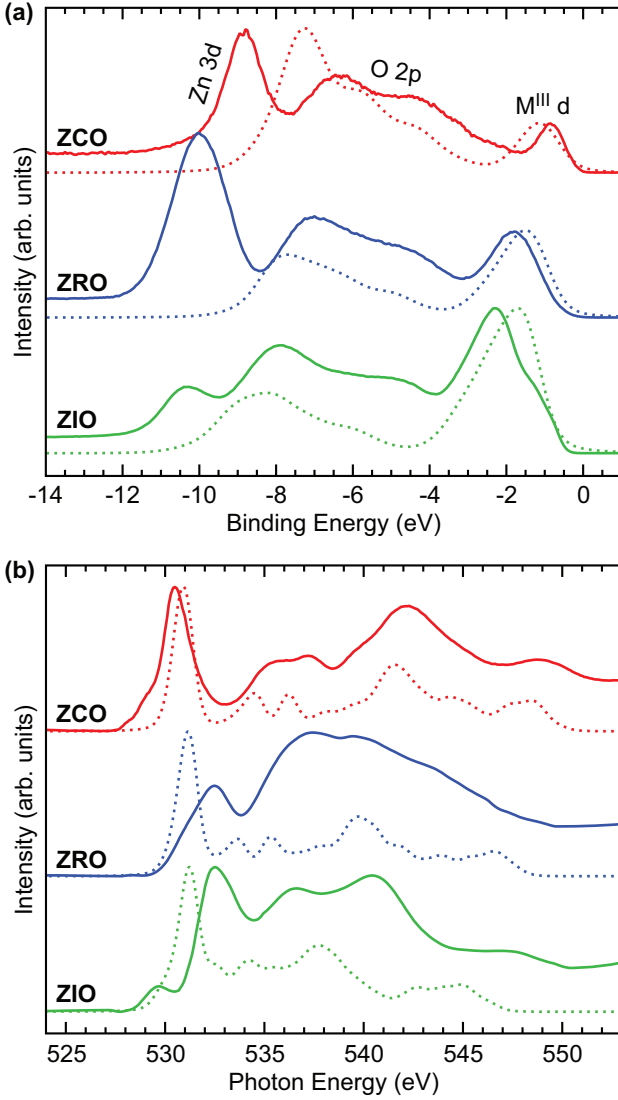 (a)
Zn 3d
O 2p
M^III d
ZCO
ZRO
ZIO
Intensity (arb. units)
-14 -12 -10 -8 -6 -4 -2 0
Binding Energy (eV)
(b)
ZCO
ZRO
ZIO
Intensity (arb. units)
525 530 535 540 545 550
Photon Energy (eV)